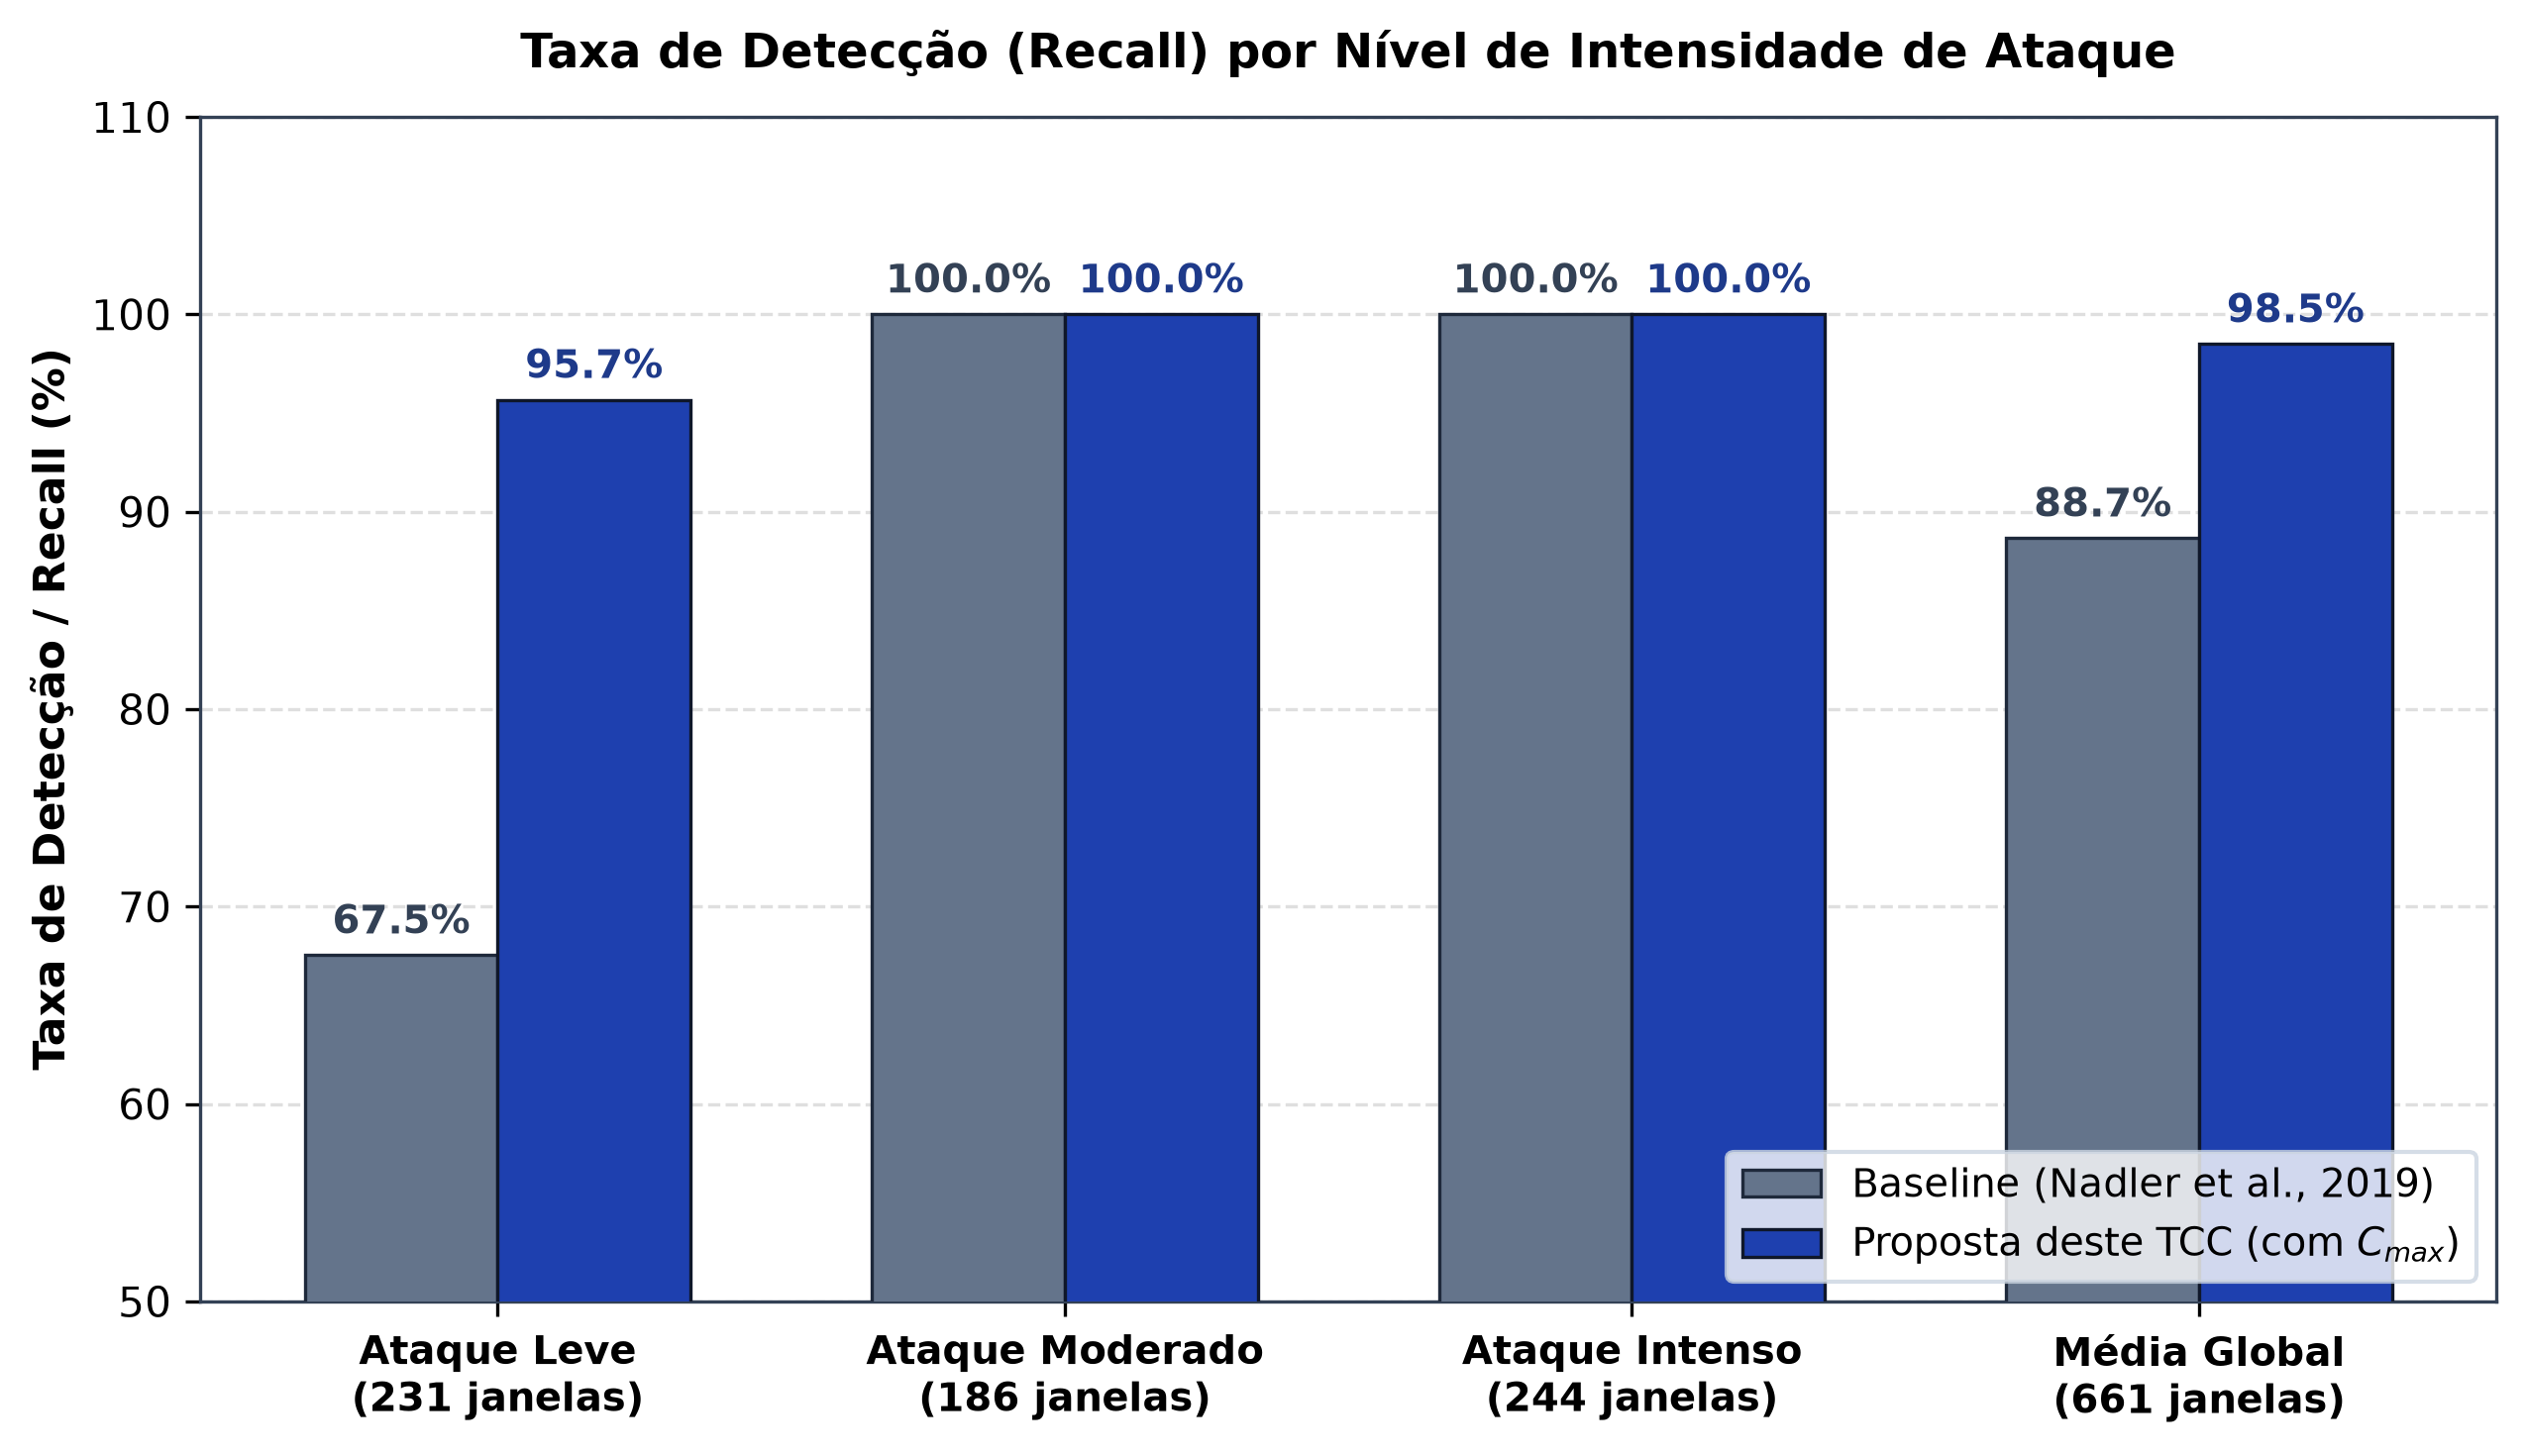 Taxa de Detecção (Recall) por Nível de Intensidade de Ataque
Taxa de Detecção / Recall (%)
110
100
90
80
70
60
50
67.5%
95.7%
100.0%
100.0%
100.0%
100.0%
88.7%
98.5%
Baseline (Nadler et al., 2019)
Proposta deste TCC (com C_max)
Ataque Leve
(231 janelas)
Ataque Moderado
(186 janelas)
Ataque Intenso
(244 janelas)
Média Global
(661 janelas)